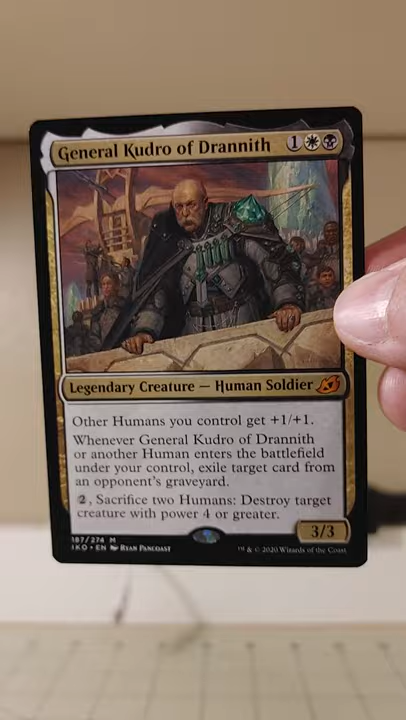 General Kudro of Drannith 1
Legendary Creature — Human Soldier
Other Humans you control get +1/+1.
Whenever General Kudro of Drannith
or another Human enters the battlefield
under your control, exile target card from
an opponent's graveyard.
2, Sacrifice two Humans: Destroy target
creature with power 4 or greater.
3/3
187/274 M
IKO • EN Ryan Pancoast
™ & © 2020 Wizards of the Coast